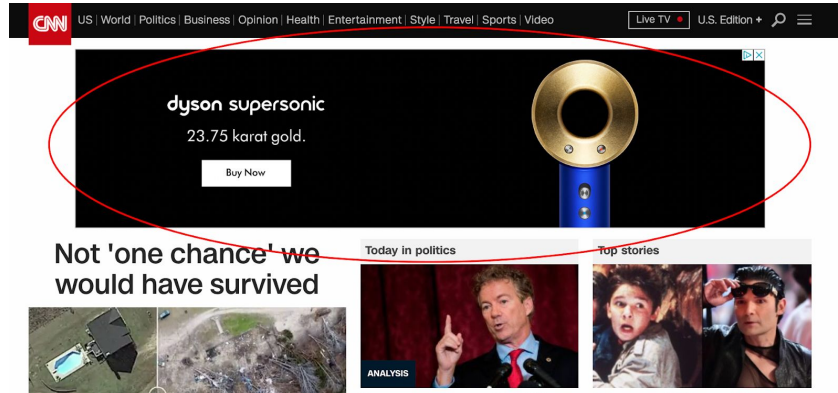 CNN
US | World | Politics | Business | Opinion | Health | Entertainment | Style | Travel | Sports | Video
Live TV
U.S. Edition +
dyson supersonic
23.75 karat gold.
Buy Now
Not 'one chance' we
would have survived
Today in politics
ANALYSIS
Top stories